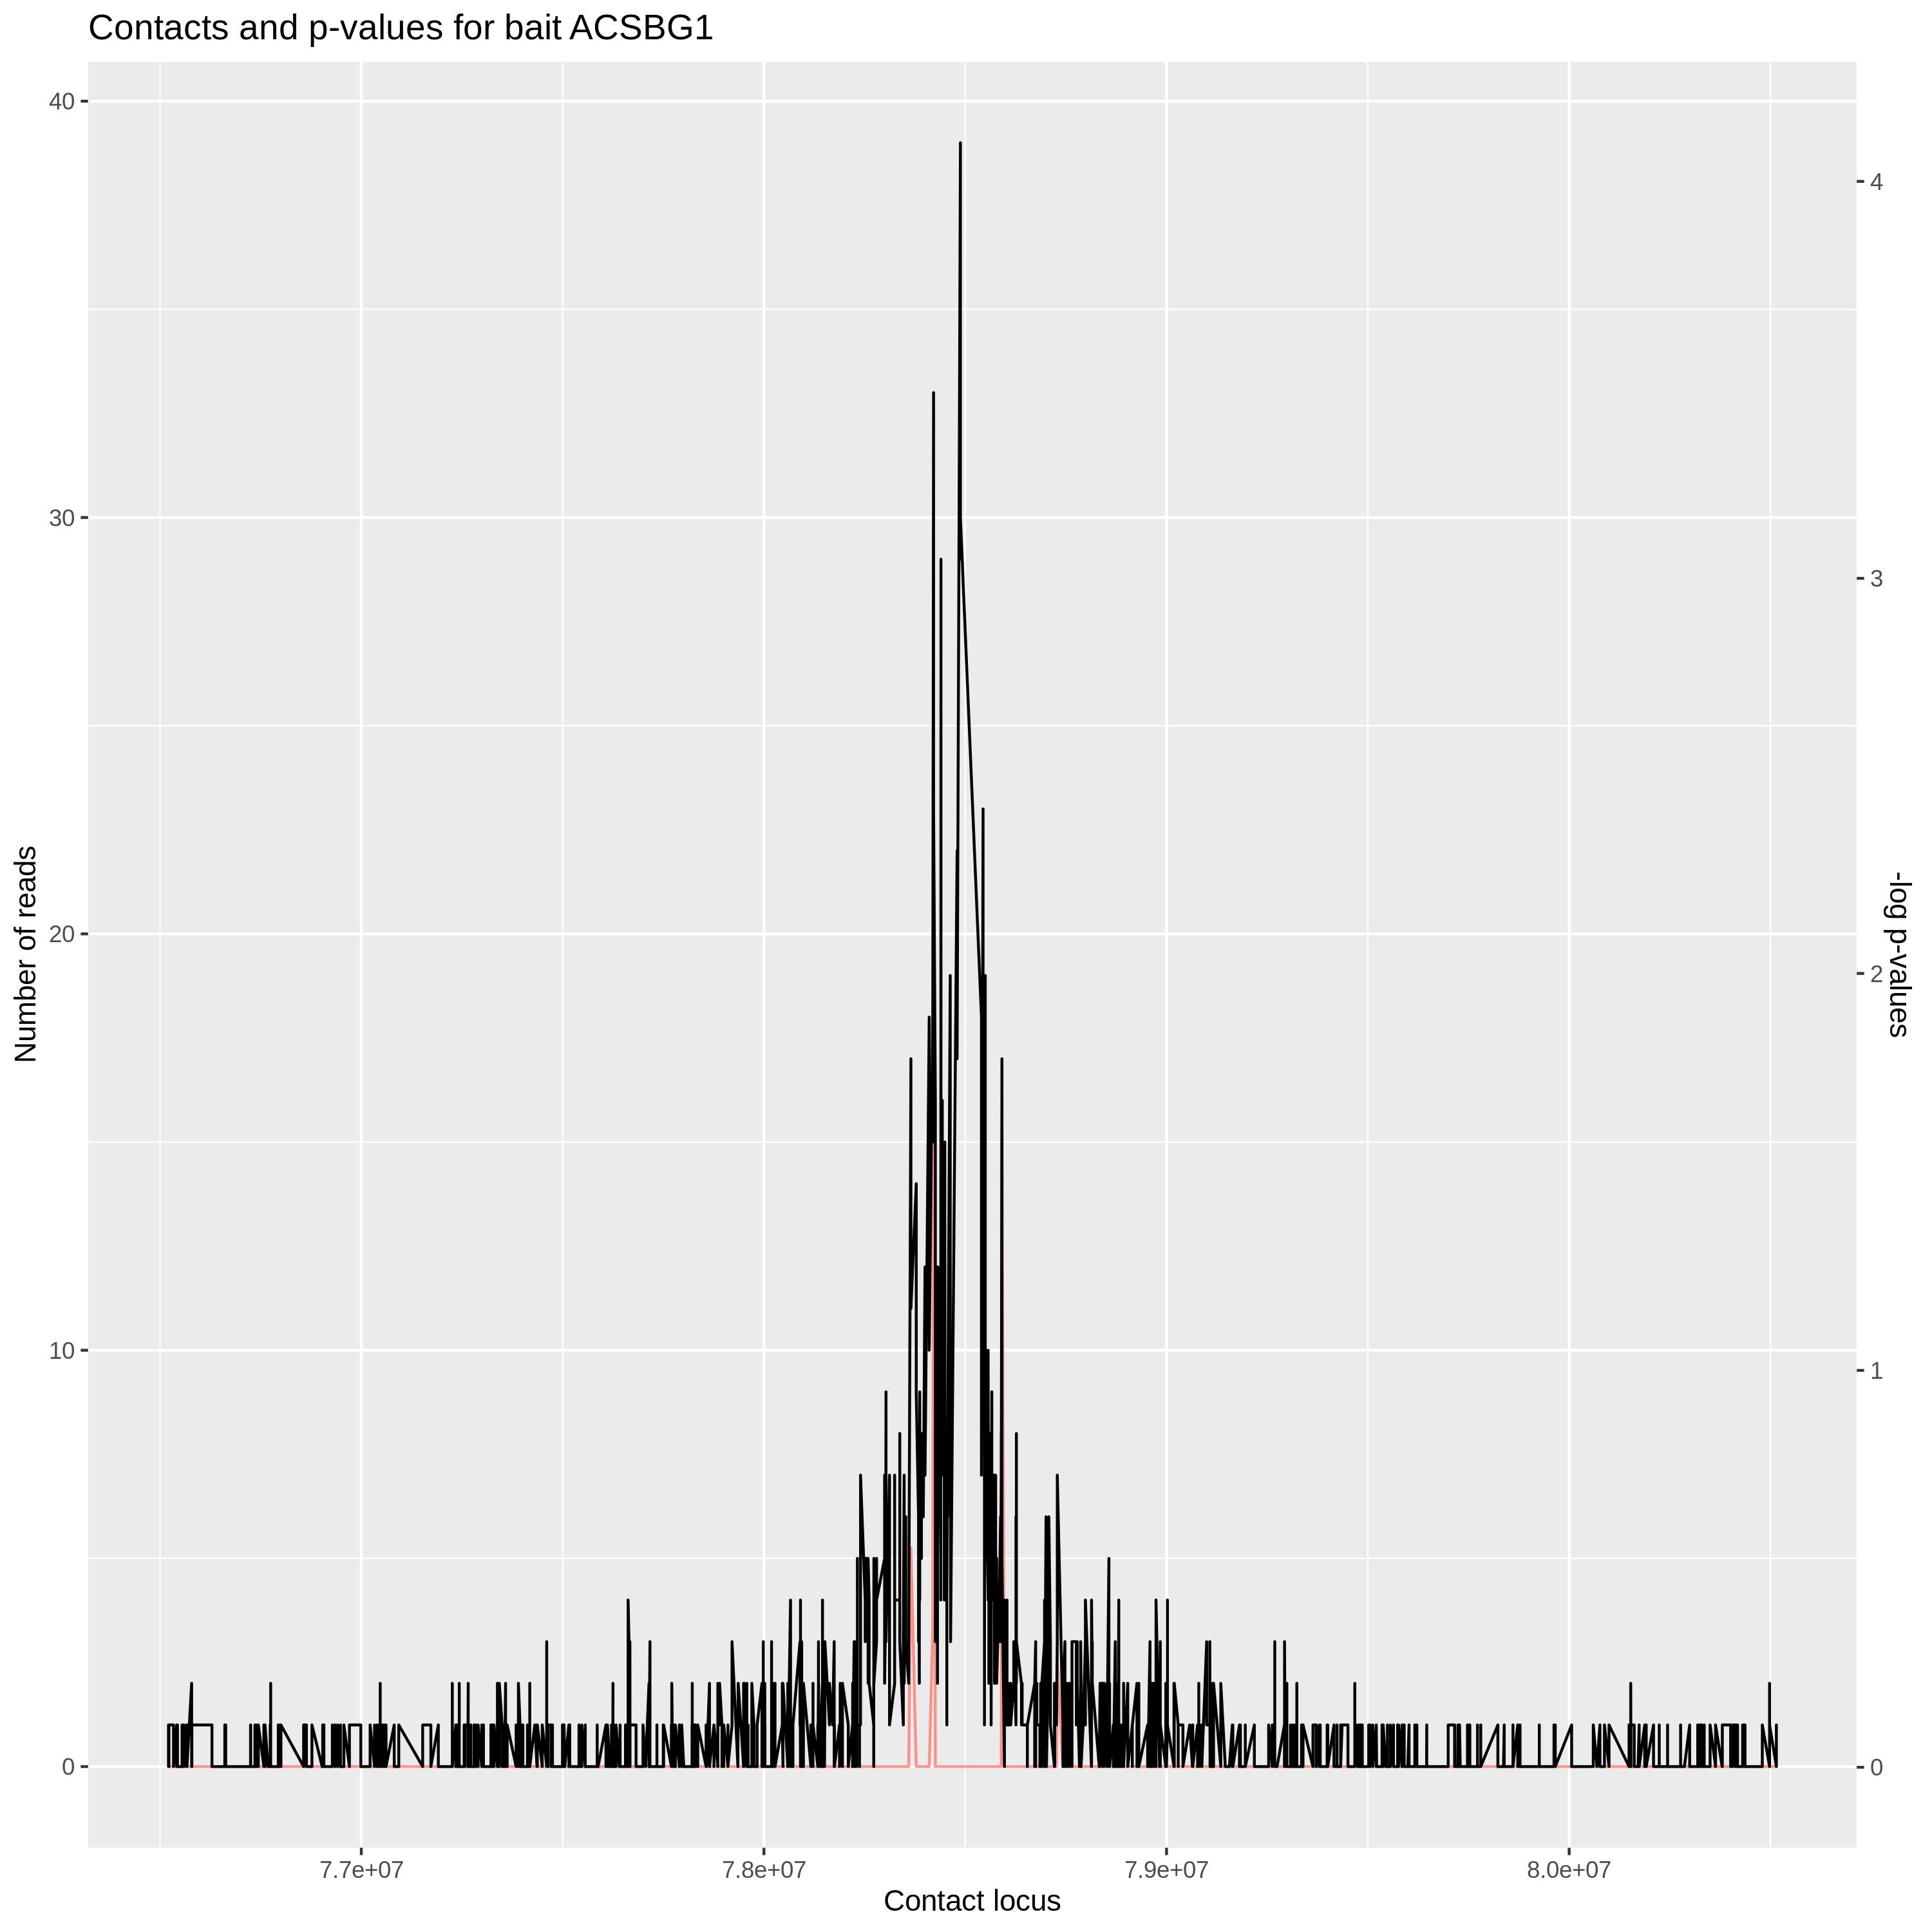 Contacts and p-values for bait ACSBG1
40
30
20
10
0
Number of reads
4
3
2
1
0
-log p-values
7.7e+07 7.8e+07 7.9e+07 8.0e+07
Contact locus